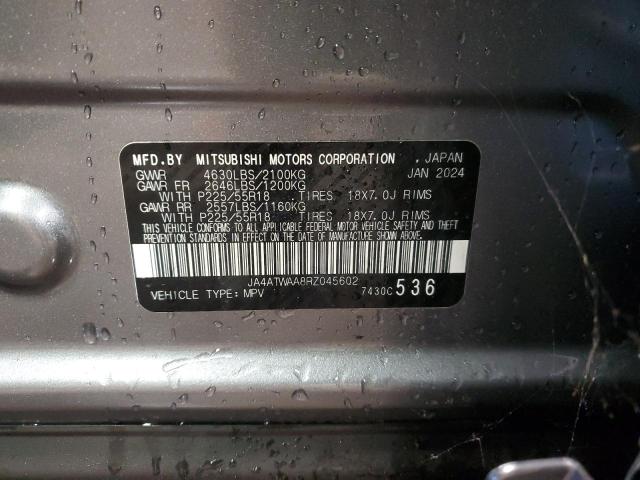 MFD.BY MITSUBISHI MOTORS CORPORATION , JAPAN
GWVR 4630LBS/2100KG JAN 2024
GAWR FR 2646LBS/1200KG
WITH P225/55R18 TIRES 18X7.0J RIMS
GAWR RR 2557LBS/1160KG
WITH P225/55R18 TIRES 18X7.0J RIMS
THIS VEHICLE CONFORMS TO ALL APPLICABLE FEDERAL MOTOR VEHICLE SAFETY AND THEFT
PREVENTION STANDARDS IN EFFECT ON THE DATE OF MANUFACTURE SHOWN ABOVE.
JA4ATWAA8RZ045602
VEHICLE TYPE: MPV 7430C 536